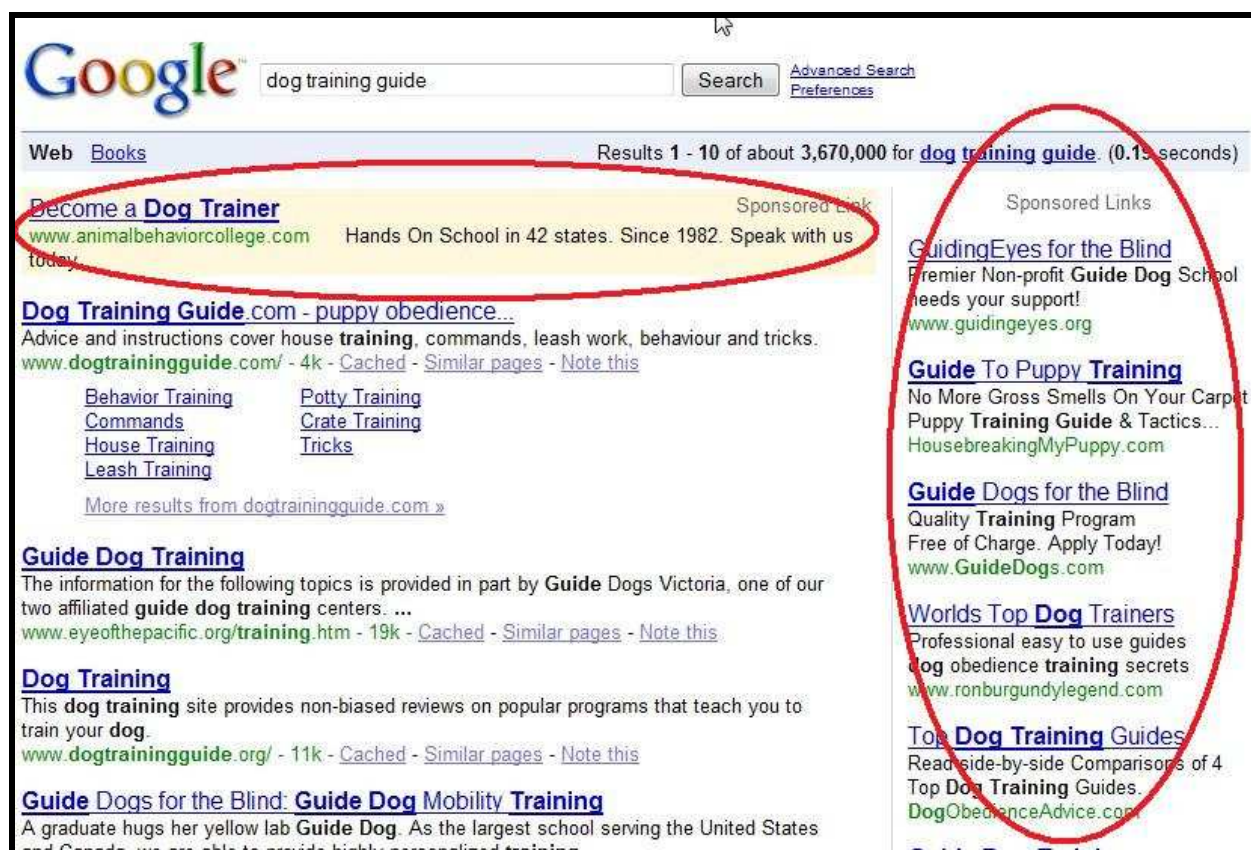 Google™
dog training guide
Search
Advanced Search
Preferences
Web Books
Results 1 - 10 of about 3,670,000 for dog training guide. (0.15 seconds)
Become a Dog Trainer
Sponsored Link
www.animalbehaviorcollege.com Hands On School in 42 states. Since 1982. Speak with us
today.
Dog Training Guide.com - puppy obedience...
Advice and instructions cover house training, commands, leash work, behaviour and tricks.
www.dogtrainingguide.com/ - 4k - Cached - Similar pages - Note this
Behavior Training Potty Training
Commands Crate Training
House Training Tricks
Leash Training
More results from dogtrainingguide.com »
Guide Dog Training
The information for the following topics is provided in part by Guide Dogs Victoria, one of our
two affiliated guide dog training centers. ...
www.eyeofthepacific.org/training.htm - 19k - Cached - Similar pages - Note this
Dog Training
This dog training site provides non-biased reviews on popular programs that teach you to
train your dog.
www.dogtrainingguide.org/ - 11k - Cached - Similar pages - Note this
Guide Dogs for the Blind: Guide Dog Mobility Training
A graduate hugs her yellow lab Guide Dog. As the largest school serving the United States
and Canada, we are able to provide highly personalized training
Sponsored Links
GuidingEyes for the Blind
Premier Non-profit Guide Dog School
needs your support!
www.guidingeyes.org
Guide To Puppy Training
No More Gross Smells On Your Carpet
Puppy Training Guide & Tactics...
HousebreakingMyPuppy.com
Guide Dogs for the Blind
Quality Training Program
Free of Charge. Apply Today!
www.GuideDogs.com
Worlds Top Dog Trainers
Professional easy to use guides
dog obedience training secrets
www.ronburgundylegend.com
Top Dog Training Guides
Read side-by-side Comparisons of 4
Top Dog Training Guides.
DogObedienceAdvice.com